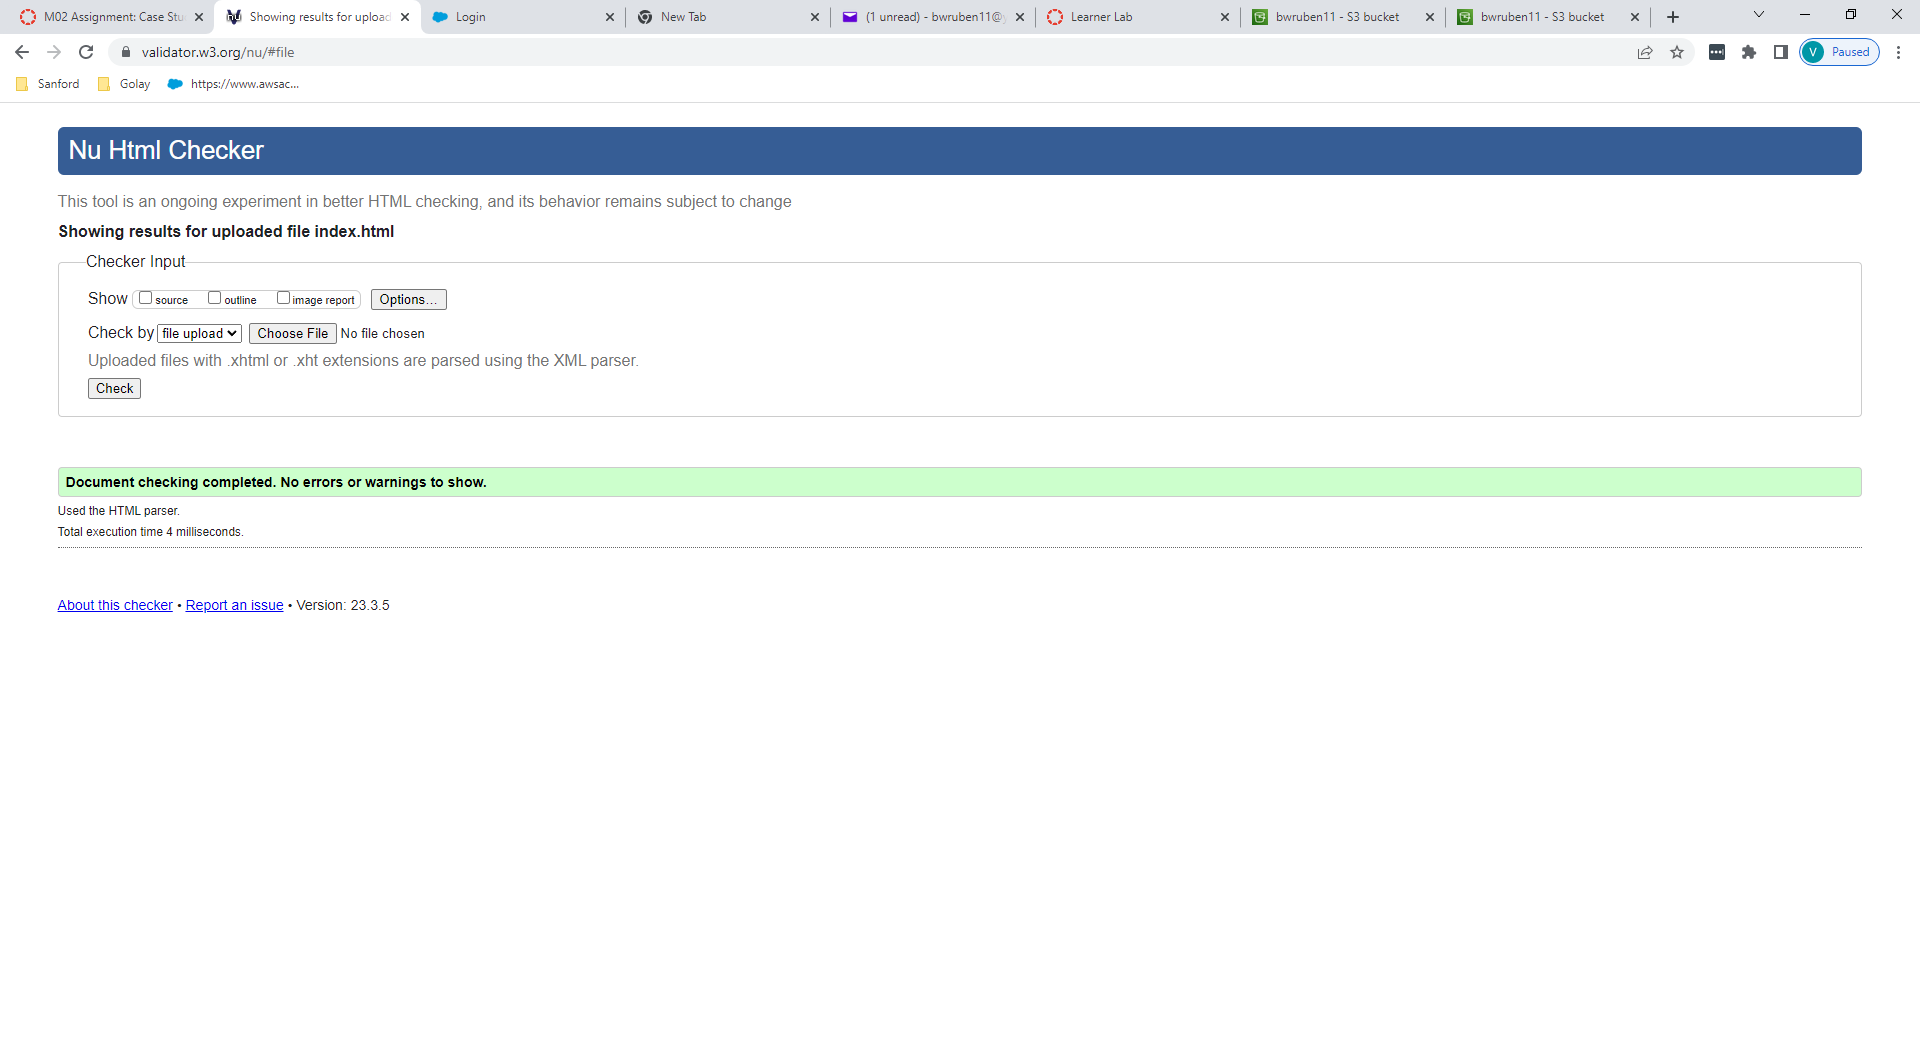 M02 Assignment: Case Stu
Showing results for upload
Login
New Tab
(1 unread) - bwruben11@y
Learner Lab
bwruben11 - S3 bucket
bwruben11 - S3 bucket
validator.w3.org/nu/#file
V Paused
Sanford
Golay
https://www.awsac...
Nu Html Checker
This tool is an ongoing experiment in better HTML checking, and its behavior remains subject to change
Showing results for uploaded file index.html
Checker Input
Show source outline image report Options...
Check by file upload Choose File No file chosen
Uploaded files with .xhtml or .xht extensions are parsed using the XML parser.
Check
Document checking completed. No errors or warnings to show.
Used the HTML parser.
Total execution time 4 milliseconds.
About this checker • Report an issue • Version: 23.3.5